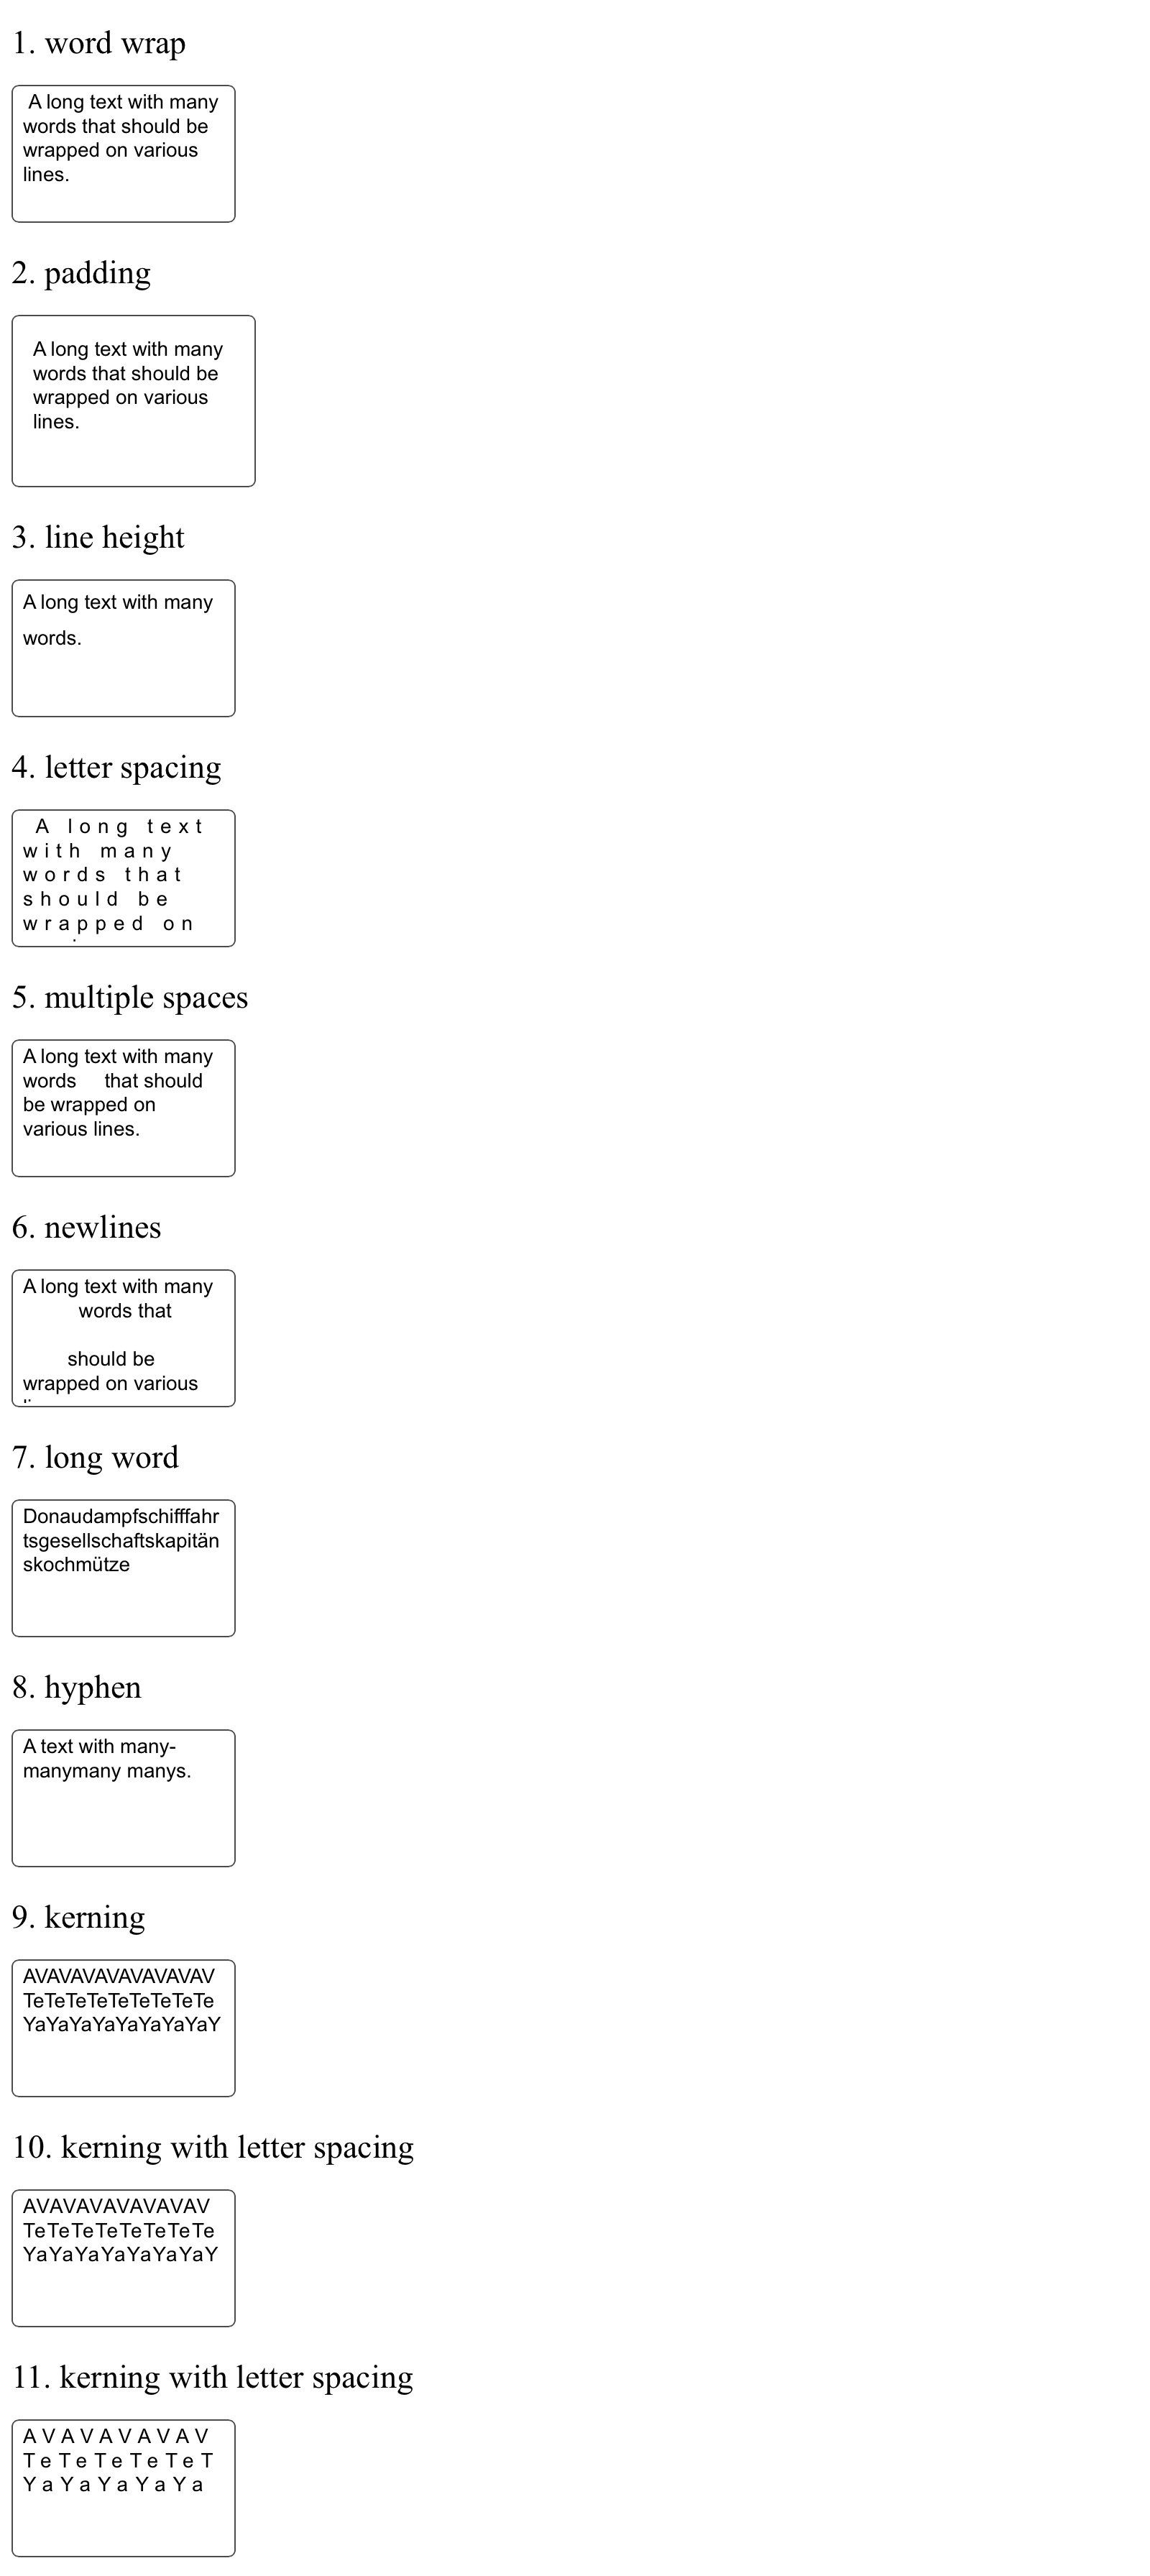 1. word wrap
A long text with many
words that should be
wrapped on various
lines.
2. padding
A long text with many
words that should be
wrapped on various
lines.
3. line height
A long text with many
words.
4. letter spacing
A long text
with many
words that
should be
wrapped on
5. multiple spaces
A long text with many
words     that should
be wrapped on
various lines.
6. newlines
A long text with many
words that
should be
wrapped on various
7. long word
Donaudampfschifffahr
tsgesellschaftskapitän
skochmütze
8. hyphen
A text with many-
manymany manys.
9. kerning
AVAVAVAVAVAVAVAV
TeTeTeTeTeTeTeTeTe
YaYaYaYaYaYaYaYaY
10. kerning with letter spacing
AVAVAVAVAVAVAV
TeTeTeTeTeTeTeTe
YaYaYaYaYaYaYaY
11. kerning with letter spacing
A V A V A V A V A V
T e T e T e T e T e T
Y a Y a Y a Y a Y a